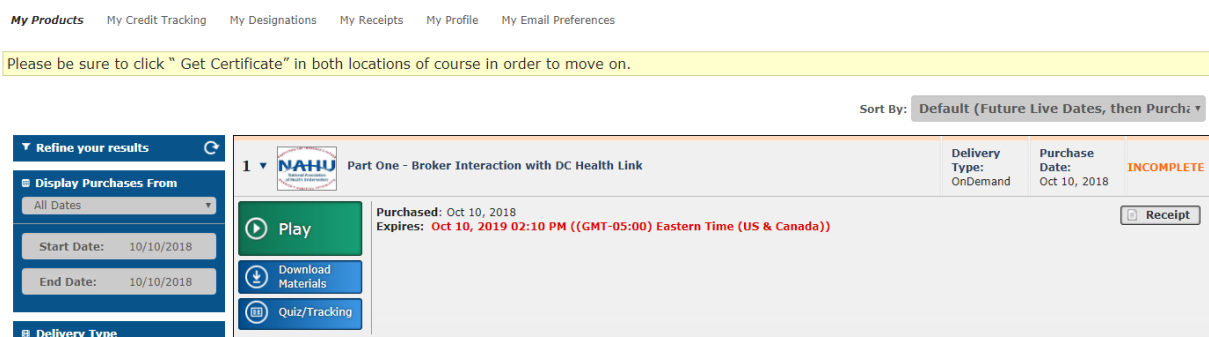 My Products My Credit Tracking My Designations My Receipts My Profile My Email Preferences
Please be sure to click “ Get Certificate” in both locations of course in order to move on.
Sort By: Default (Future Live Dates, then Purcha
Refine your results
Display Purchases From
All Dates
Start Date: 10/10/2018
End Date: 10/10/2018
Delivery Type
1 NAHU Part One - Broker Interaction with DC Health Link
Delivery Type: OnDemand
Purchase Date: Oct 10, 2018
INCOMPLETE
Play
Download Materials
Quiz/Tracking
Purchased: Oct 10, 2018
Expires: Oct 10, 2019 02:10 PM ((GMT-05:00) Eastern Time (US & Canada))
Receipt